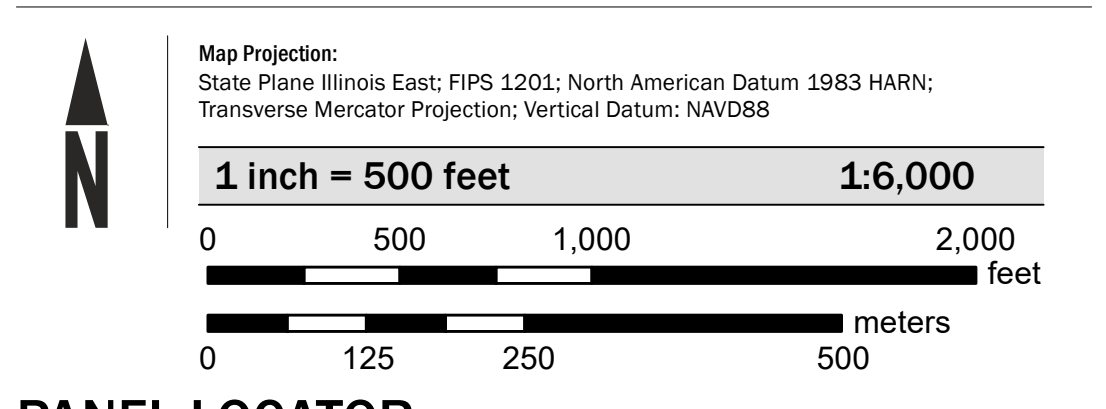 Map Projection:
State Plane Illinois East; FIPS 1201; North American Datum 1983 HARN;
Transverse Mercator Projection; Vertical Datum: NAVD88
N
1 inch = 500 feet 1:6,000
0 500 1,000 2,000
feet
meters
0 125 250 500
PANEL LOCATOR